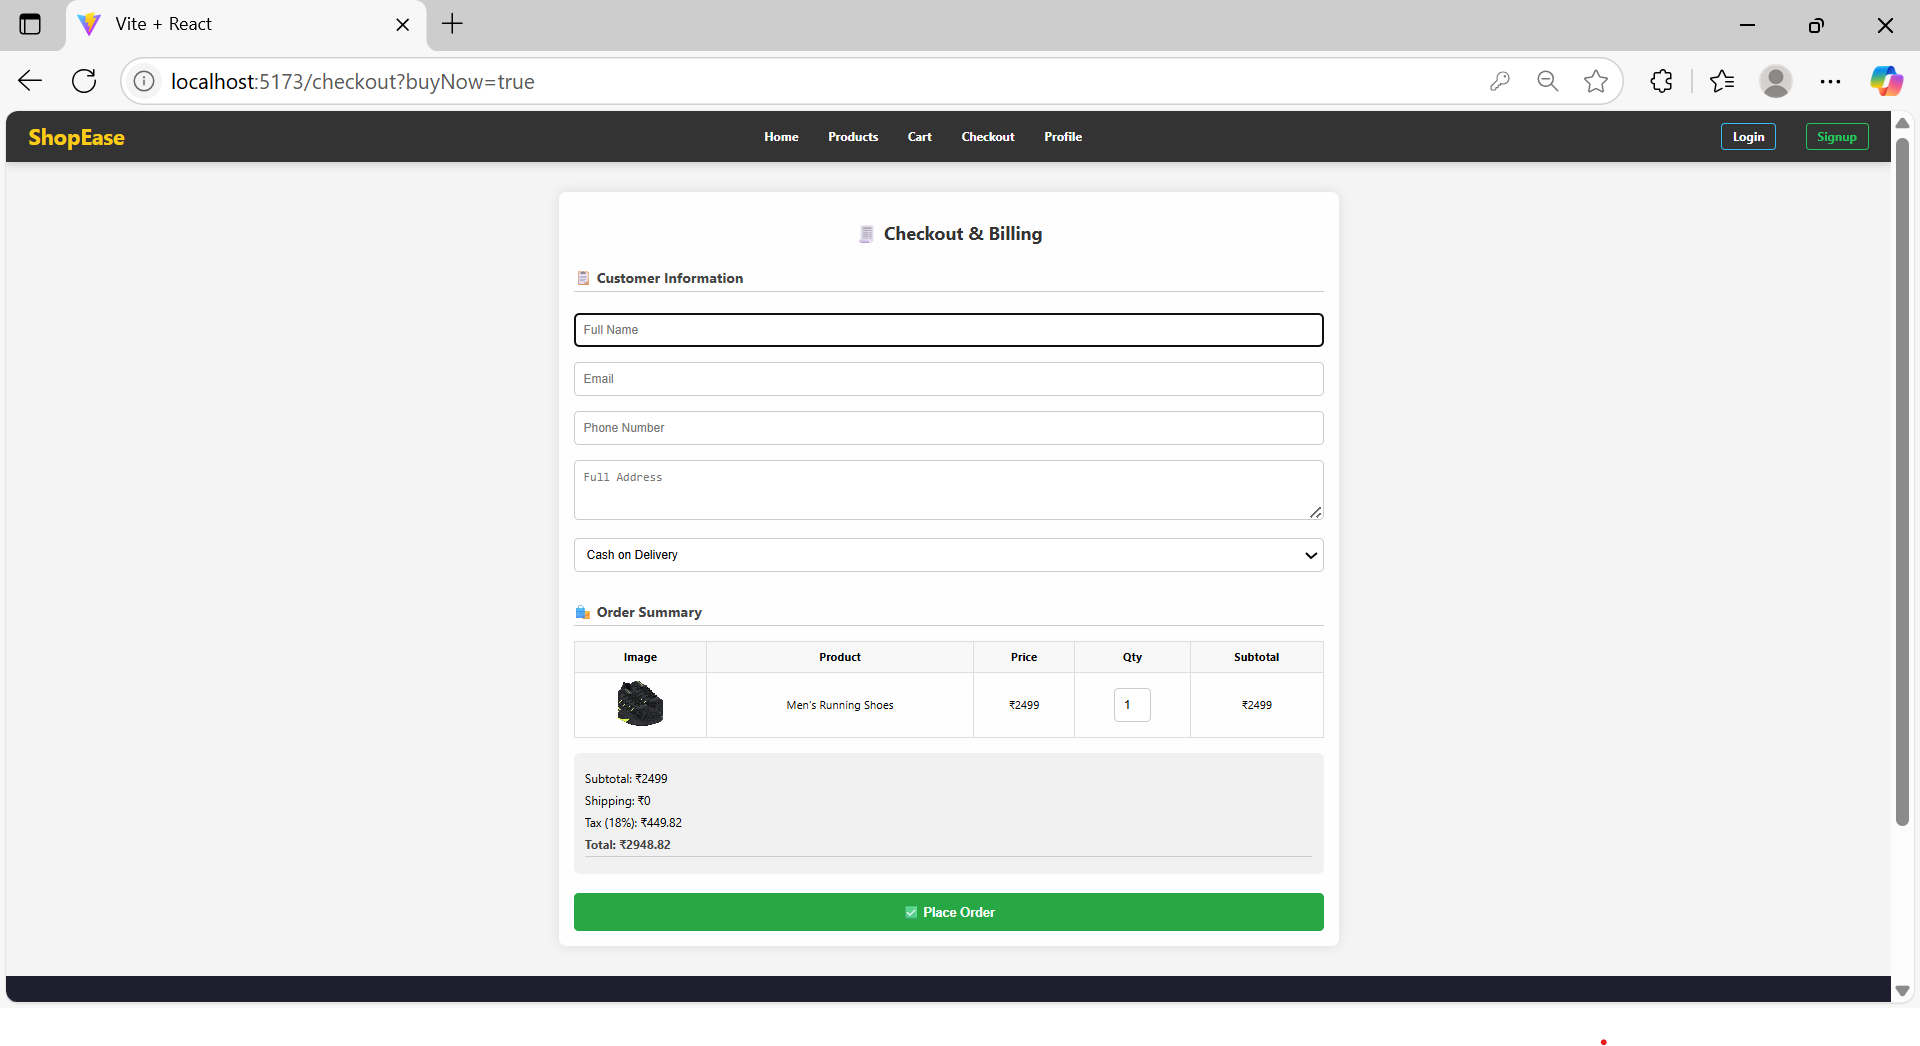 Vite + React
localhost:5173/checkout?buyNow=true
ShopEase
Home
Products
Cart
Checkout
Profile
Login
Signup
Checkout & Billing
Customer Information
Full Name
Email
Phone Number
Full Address
Cash on Delivery
Order Summary
Image Product Price Qty Subtotal
Men's Running Shoes ₹2499 1 ₹2499
Subtotal: ₹2499
Shipping: ₹0
Tax (18%): ₹449.82
Total: ₹2948.82
Place Order